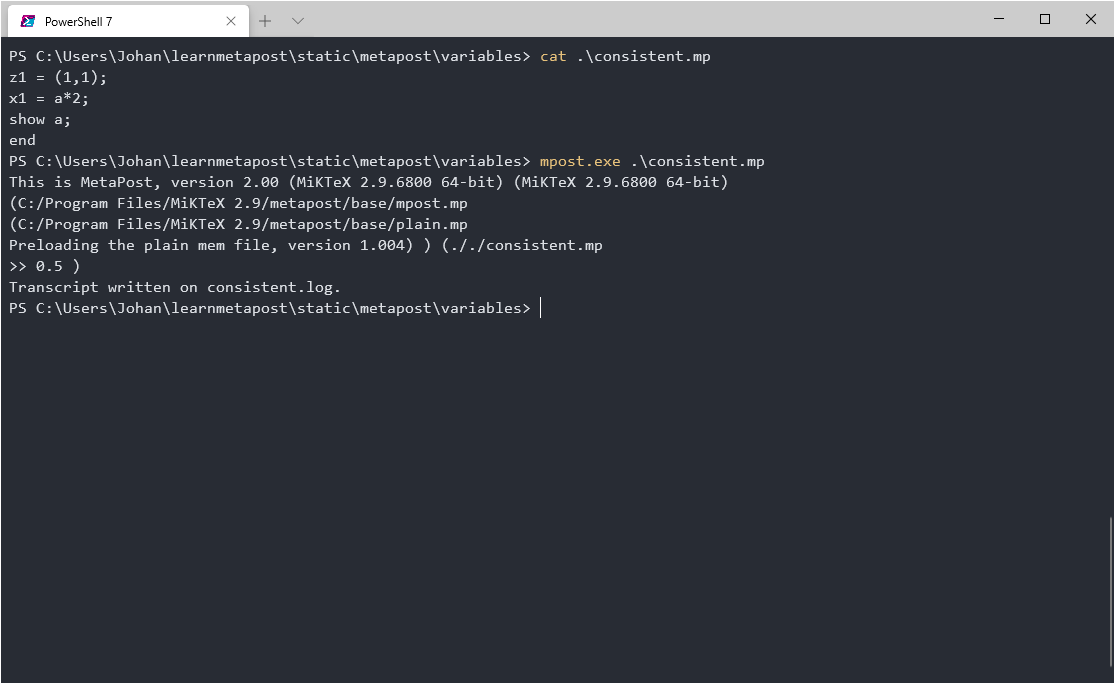 PowerShell 7
PS C:\Users\Johan\learnmetapost\static\metapost\variables> cat .\consistent.mp
z1 = (1,1);
x1 = a*2;
show a;
end
PS C:\Users\Johan\learnmetapost\static\metapost\variables> mpost.exe .\consistent.mp
This is MetaPost, version 2.00 (MiKTeX 2.9.6800 64-bit) (MiKTeX 2.9.6800 64-bit)
(C:/Program Files/MiKTeX 2.9/metapost/base/mpost.mp
(C:/Program Files/MiKTeX 2.9/metapost/base/plain.mp
Preloading the plain mem file, version 1.004) ) (././consistent.mp
>> 0.5 )
Transcript written on consistent.log.
PS C:\Users\Johan\learnmetapost\static\metapost\variables>